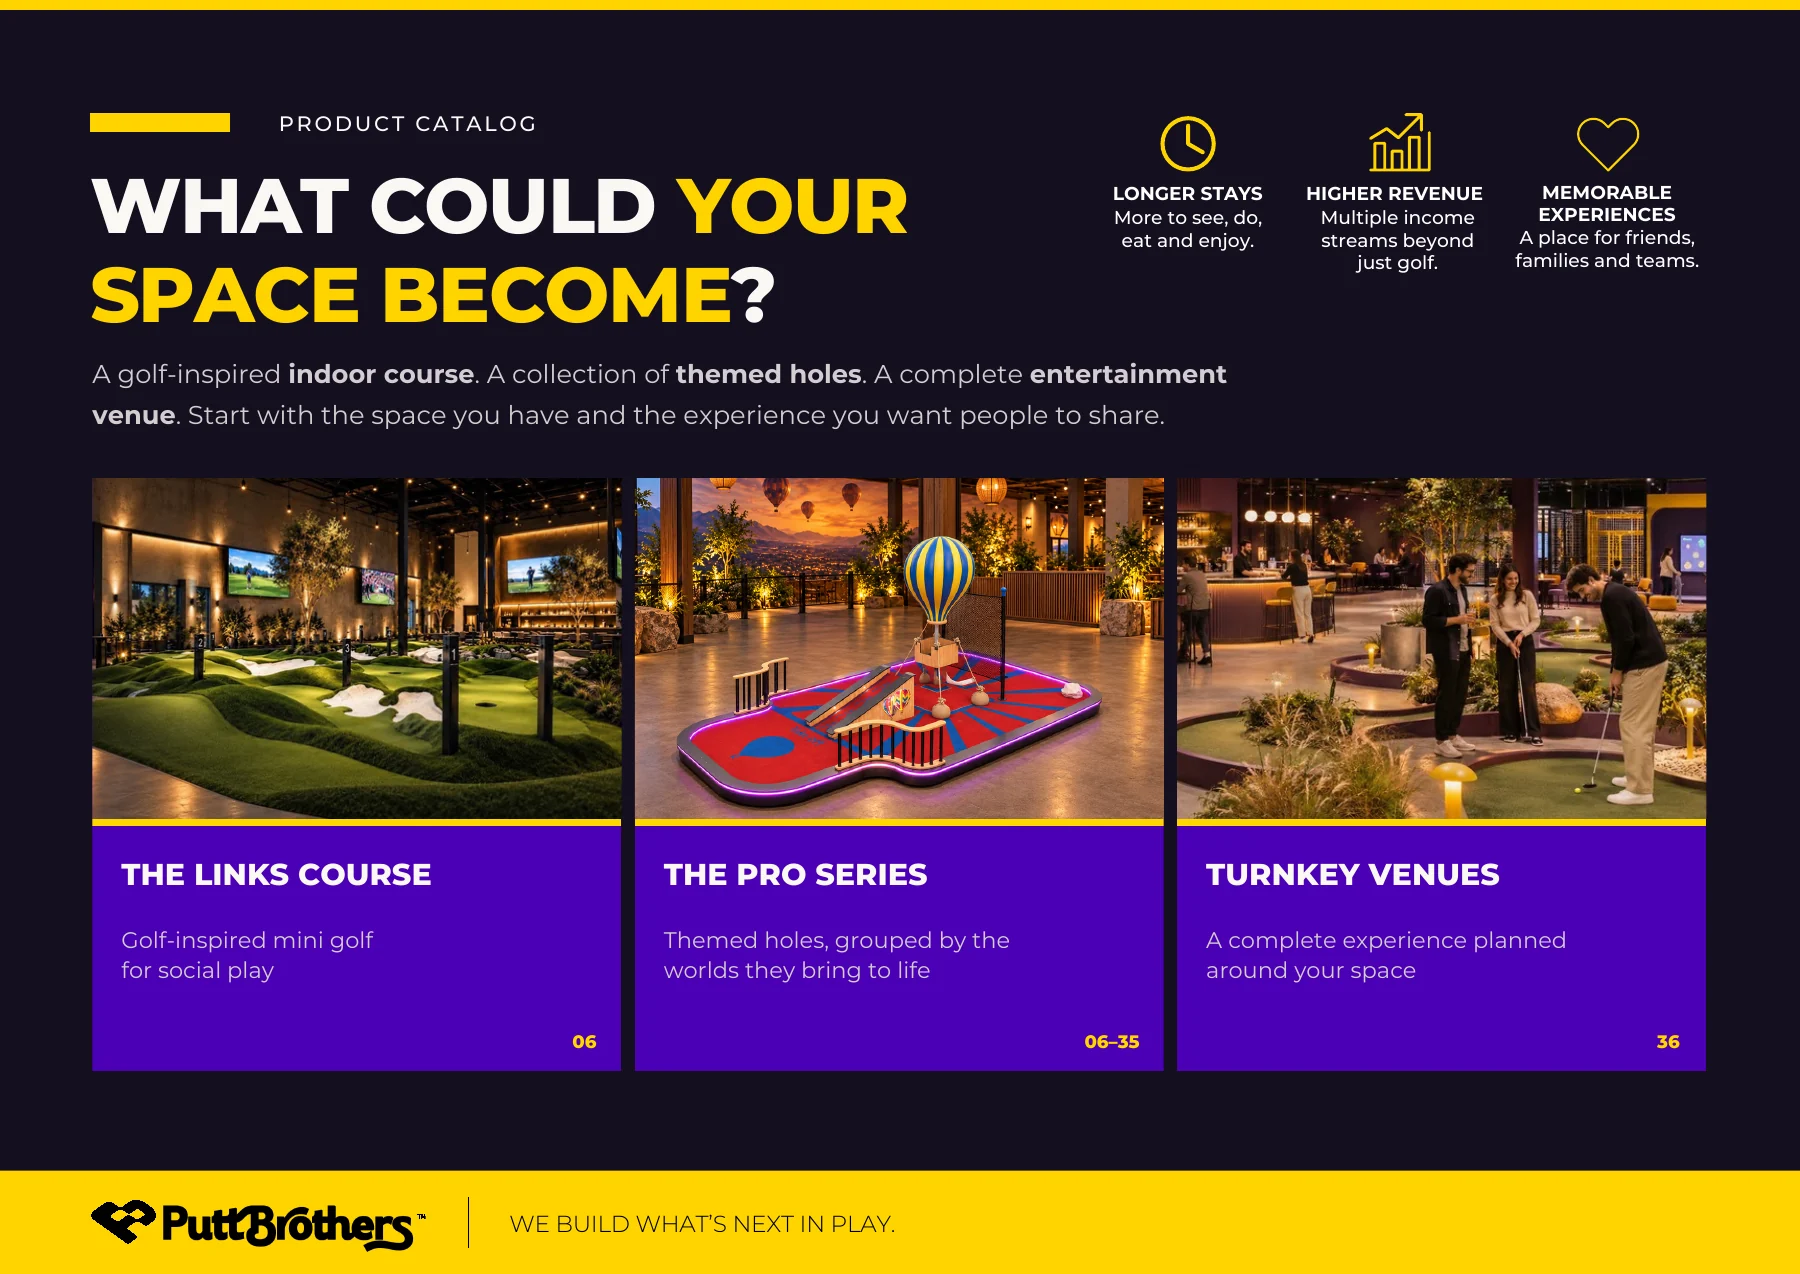 PRODUCT CATALOG
WHAT COULD YOUR
SPACE BECOME?
LONGER STAYS
More to see, do,
eat and enjoy.
HIGHER REVENUE
Multiple income
streams beyond
just golf.
MEMORABLE
EXPERIENCES
A place for friends,
families and teams.
A golf-inspired indoor course. A collection of themed holes. A complete entertainment
venue. Start with the space you have and the experience you want people to share.
2
3
1
THE LINKS COURSE
Golf-inspired mini golf
for social play
06
THE PRO SERIES
Themed holes, grouped by the
worlds they bring to life
06–35
TURNKEY VENUES
A complete experience planned
around your space
36
PuttBrothers™
WE BUILD WHAT’S NEXT IN PLAY.